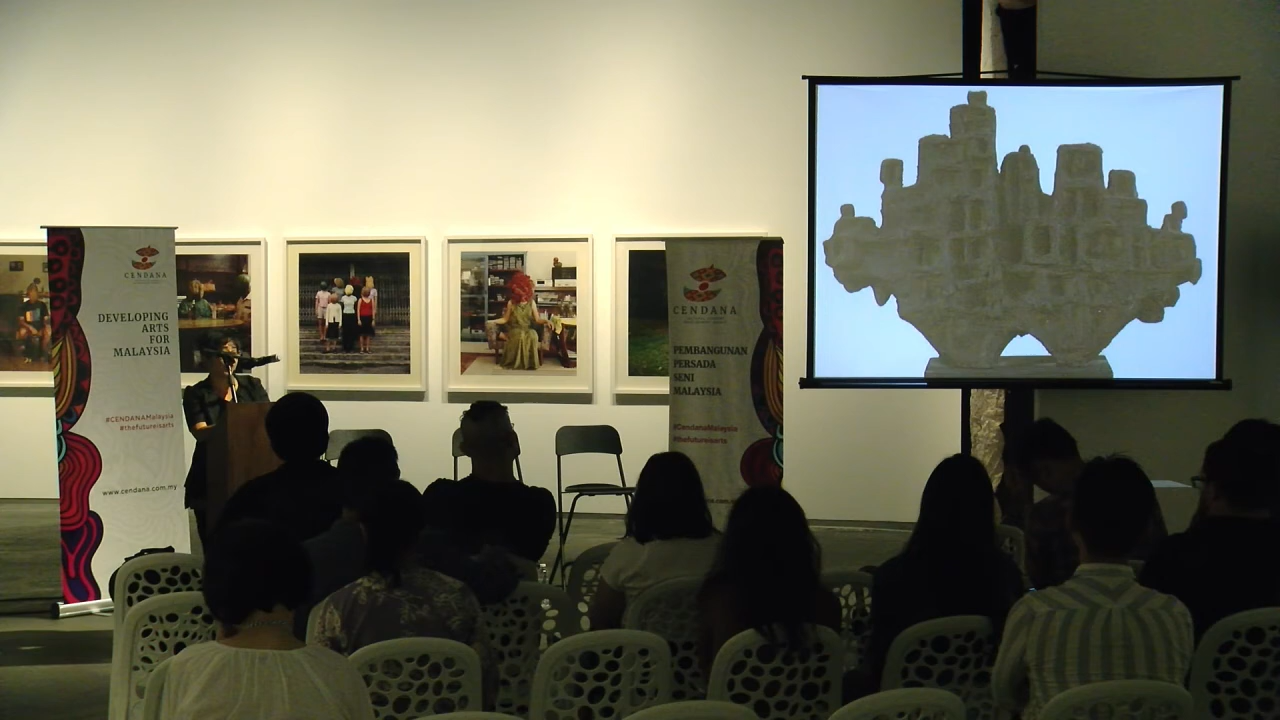 CENDANA
DEVELOPING
ARTS
FOR
MALAYSIA
#CENDANAMalaysia
#thefutureisarts
www.cendana.com.my
CENDANA
PEMBANGUNAN
PERSADA
SENI
MALAYSIA
#CendanaMalaysia
#thefutureisarts